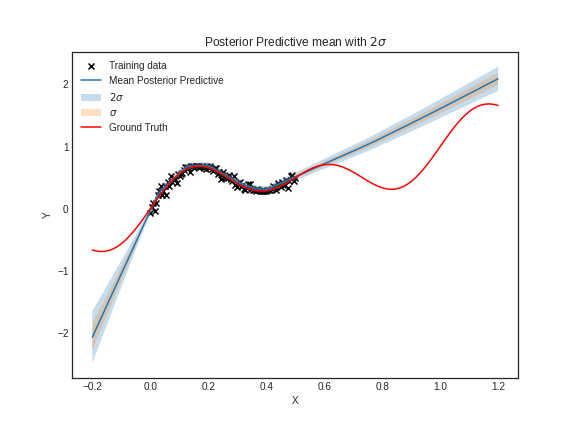 Posterior Predictive mean with 2σ
Training data
Mean Posterior Predictive
2σ
σ
Ground Truth
Y
2
1
0
−1
−2
−0.2 0.0 0.2 0.4 0.6 0.8 1.0 1.2
X